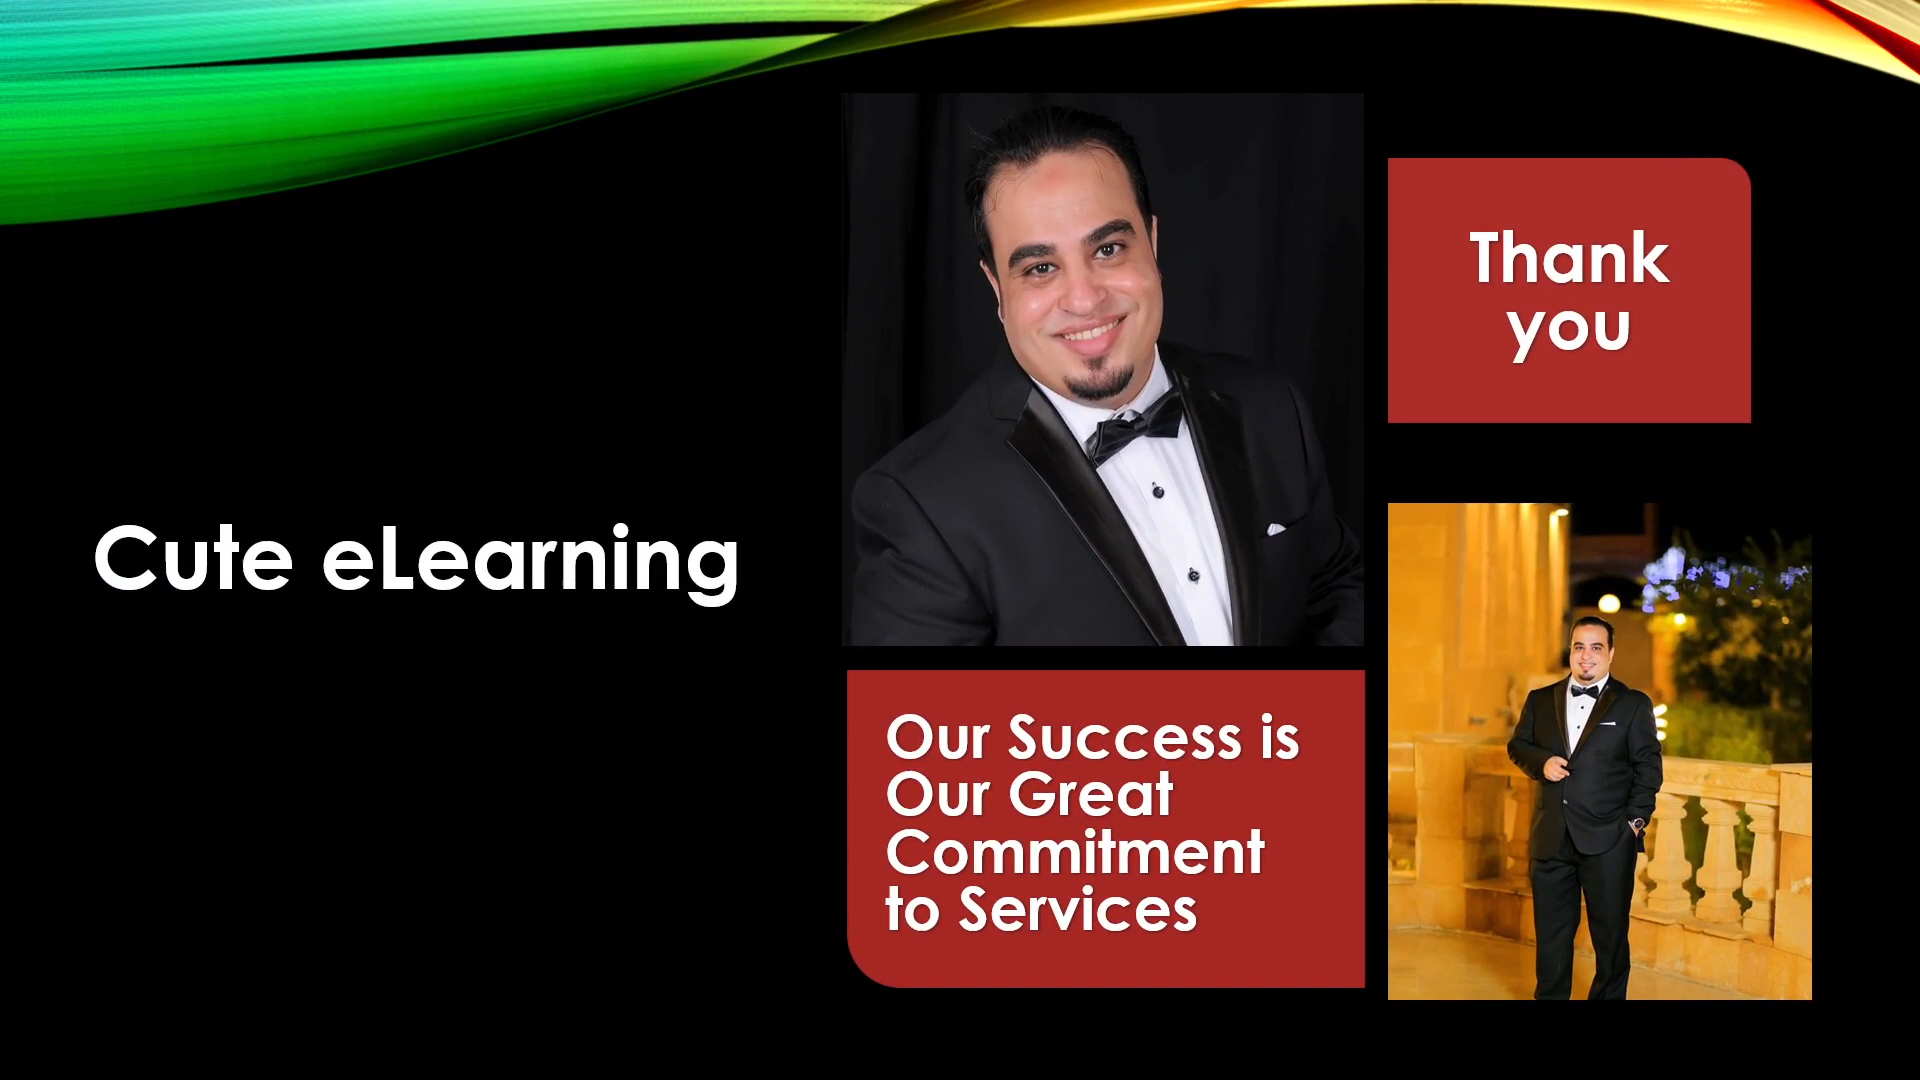 Cute eLearning
Thank
you
Our Success is
Our Great
Commitment
to Services